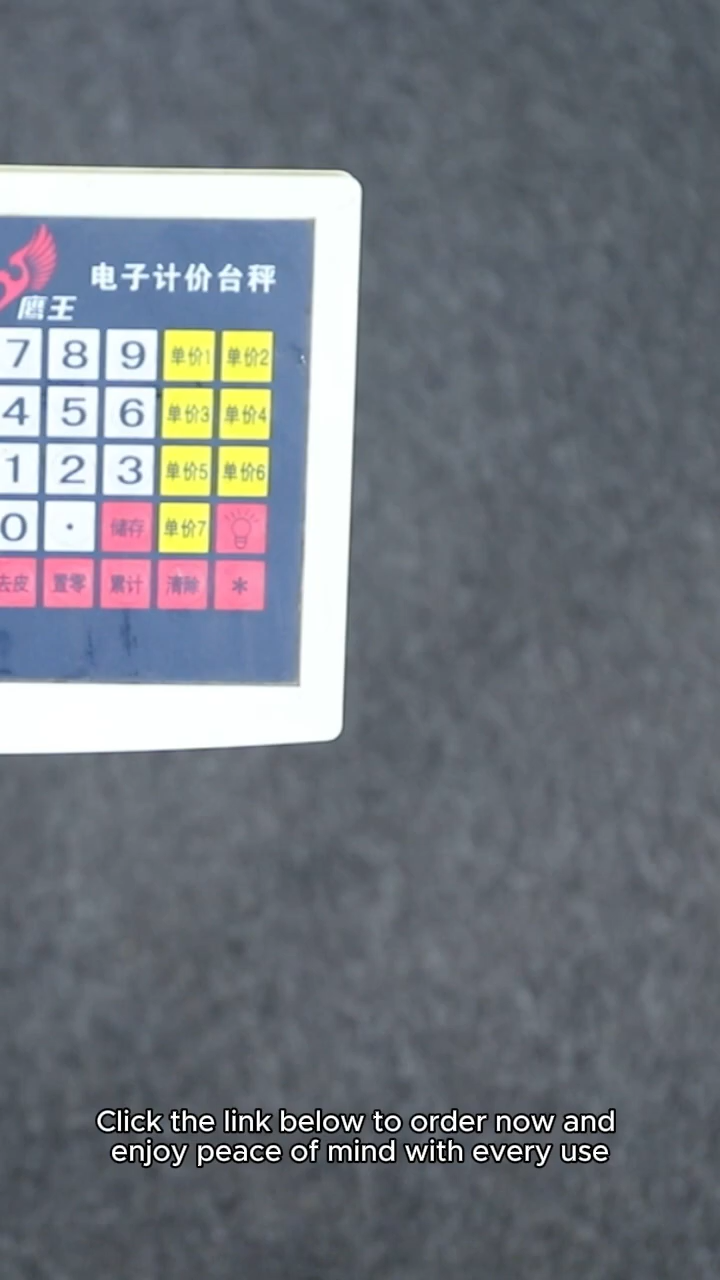 电子计价台秤
鹰王
7 8 9 单价1 单价2
4 5 6 单价3 单价4
1 2 3 单价5 单价6
0 · 储存 单价7
去皮 置零 累计 清除 *
Click the link below to order now and
enjoy peace of mind with every use